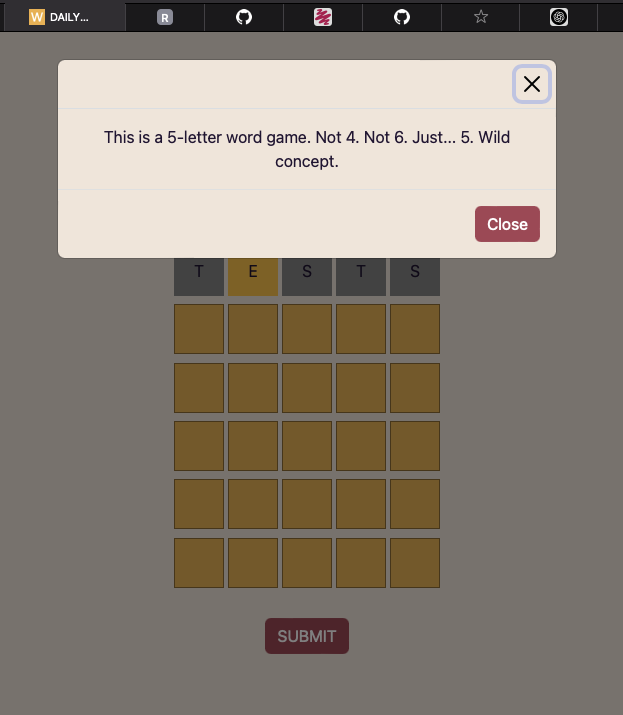 W DAILY...
R
This is a 5-letter word game. Not 4. Not 6. Just... 5. Wild
concept.
Close
T E S T S
SUBMIT